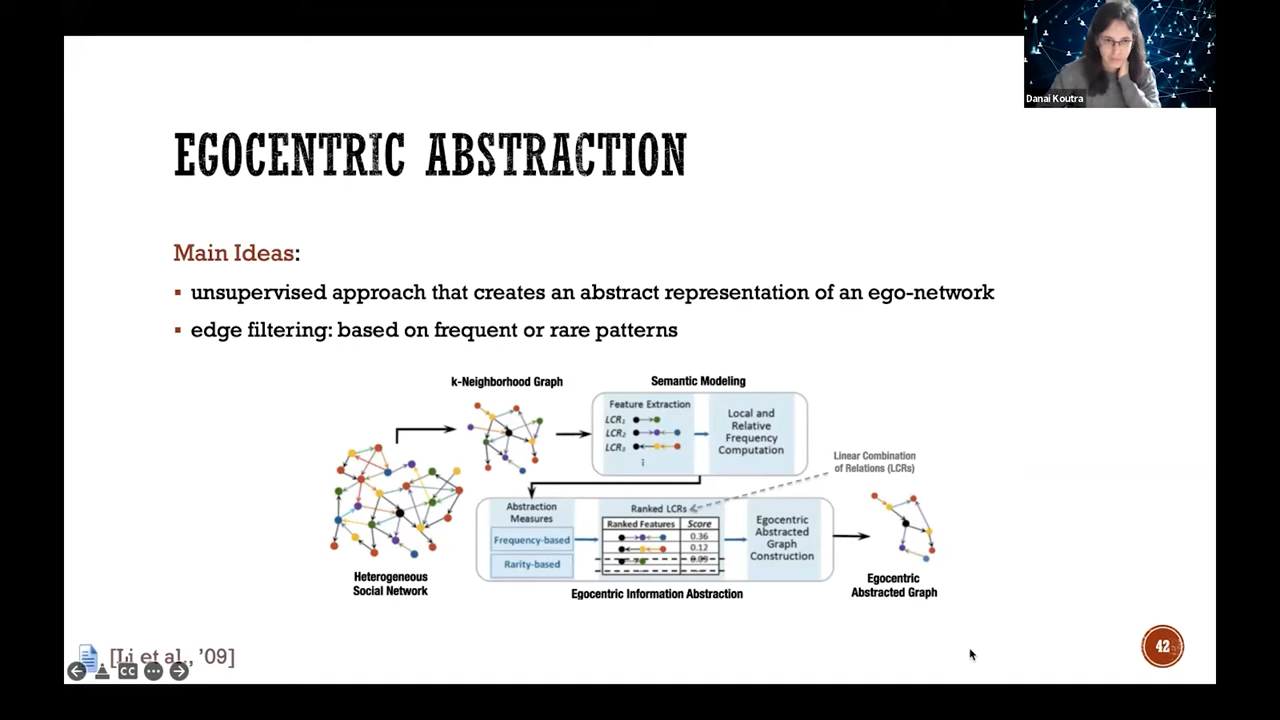 Danai Koutra
EGOCENTRIC ABSTRACTION
Main Ideas:
▪ unsupervised approach that creates an abstract representation of an ego-network
▪ edge filtering: based on frequent or rare patterns
k-Neighborhood Graph
Semantic Modeling
Feature Extraction
LCR1
LCR2
LCR3
⋮
Local and
Relative
Frequency
Computation
Linear Combination
of Relations (LCRs)
Abstraction
Measures
Frequency-based
Rarity-based
Ranked LCRs
Ranked Features Score
0.36
0.12
Egocentric
Abstracted
Graph
Construction
Heterogeneous
Social Network
Egocentric Information Abstraction
Egocentric
Abstracted Graph
[Li et al., ’09]
CC
42